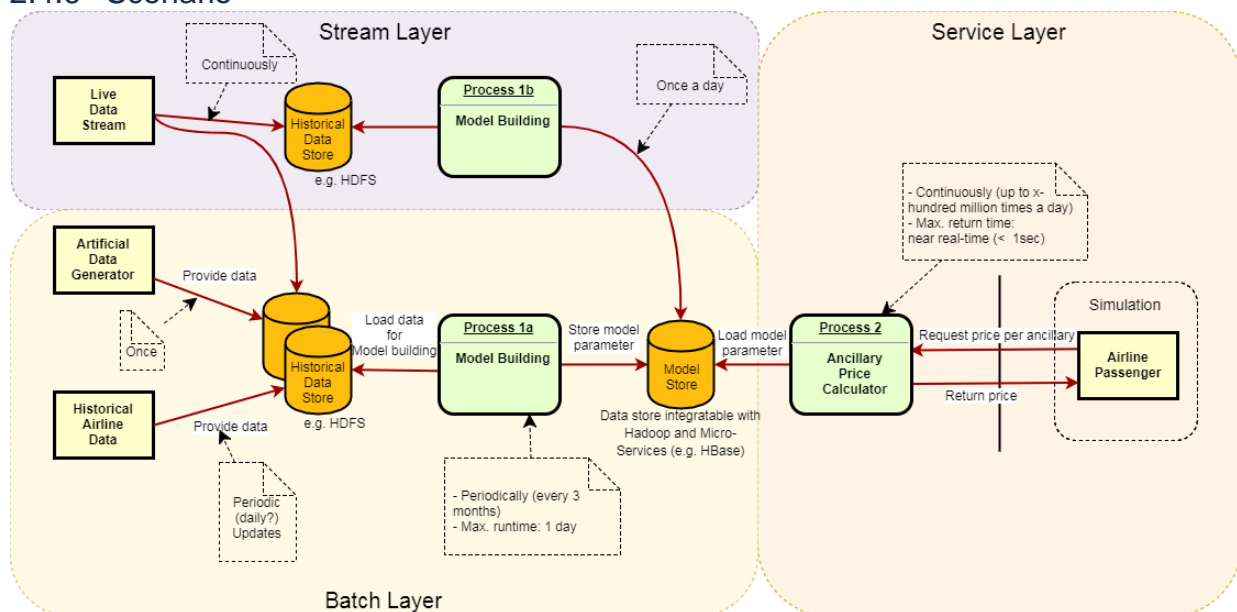 Scenario
Stream Layer
Service Layer
Continuously
Live
Data
Stream
Historical
Data
Store
e.g. HDFS
Process 1b
Model Building
Once a day
- Continuously (up to x-
hundred million times a day)
- Max. return time:
near real-time (< 1sec)
Artificial
Data
Generator
Provide data
Once
Historical
Airline
Data
Provide data
Periodic
(daily?)
Updates
Historical
Data
Store
e.g. HDFS
Load data
for
Model building
Process 1a
Model Building
- Periodically (every 3
months)
- Max. runtime: 1 day
Store model
parameter
Model
Store
Data store integratable with
Hadoop and Micro-
Services (e.g. HBase)
Load model
parameter
Process 2
Ancillary
Price
Calculator
Request price per ancillary
Return price
Simulation
Airline
Passenger
Batch Layer